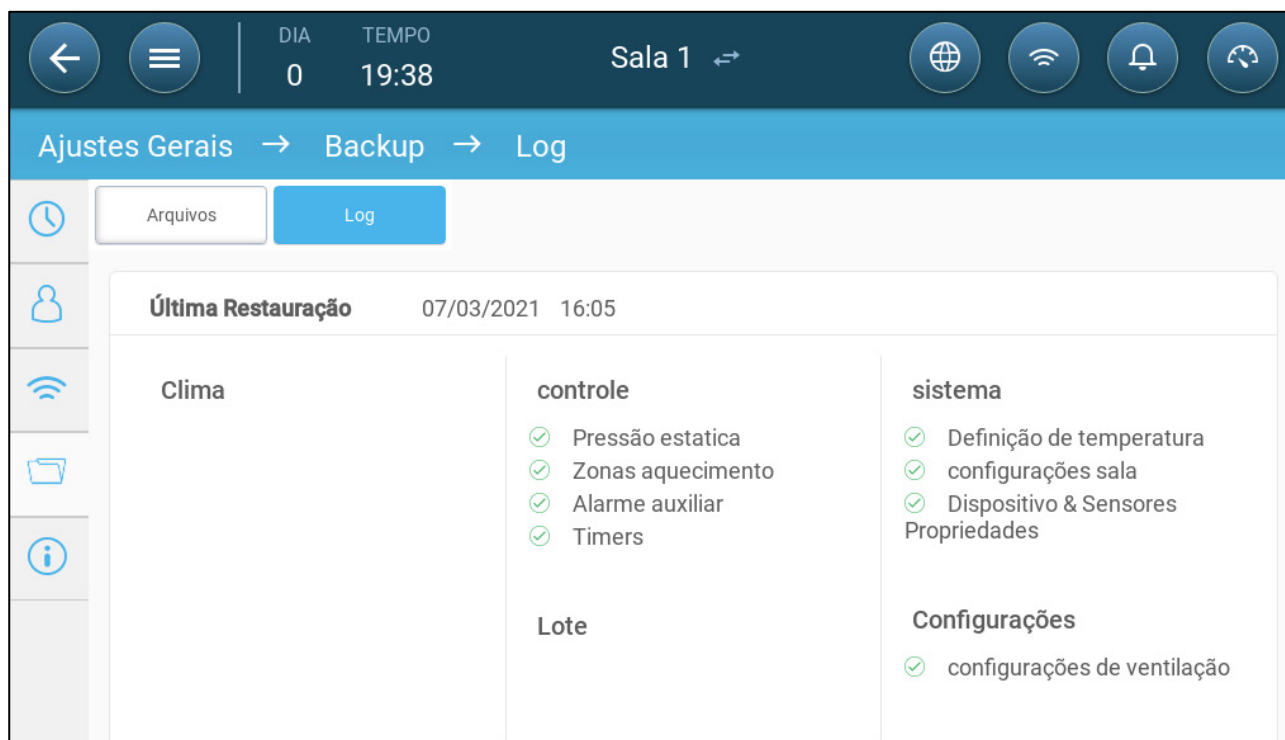 DIA TEMPO
0 19:38
Sala 1
Ajustes Gerais → Backup → Log
Arquivos Log
Última Restauração 07/03/2021 16:05
Clima
controle
Pressão estatica
Zonas aquecimento
Alarme auxiliar
Timers
Lote
sistema
Definição de temperatura
configurações sala
Dispositivo & Sensores
Propriedades
Configurações
configurações de ventilação